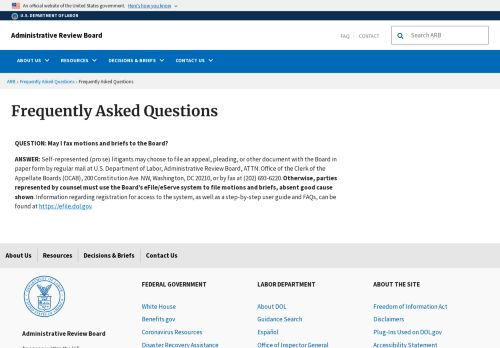 An official website of the United States government.  Here's how you know
U.S. DEPARTMENT OF LABOR
Administrative Review Board
FAQ
CONTACT
Search ARB
ABOUT US
RESOURCES
DECISIONS & BRIEFS
CONTACT US
ARB › Frequently Asked Questions › Frequently Asked Questions
Frequently Asked Questions
QUESTION: May I fax motions and briefs to the Board?
ANSWER: Self-represented (pro se) litigants may choose to file an appeal, pleading, or other document with the Board in
paper form by regular mail at U.S. Department of Labor, Administrative Review Board, ATTN: Office of the Clerk of the
Appellate Boards (OCAB), 200 Constitution Ave. NW, Washington, DC 20210, or by fax at (202) 693-6220. Otherwise, parties
represented by counsel must use the Board's eFile/eServe system to file motions and briefs, absent good cause
shown. Information regarding registration for access to the system, as well as a step-by-step user guide and FAQs, can be
found at https://efile.dol.gov.
About Us
Resources
Decisions & Briefs
Contact Us
FEDERAL GOVERNMENT
White House
Benefits.gov
Coronavirus Resources
Disaster Recovery Assistance
LABOR DEPARTMENT
About DOL
Guidance Search
Español
Office of Inspector General
ABOUT THE SITE
Freedom of Information Act
Disclaimers
Plug-Ins Used on DOL.gov
Accessibility Statement
Administrative Review Board